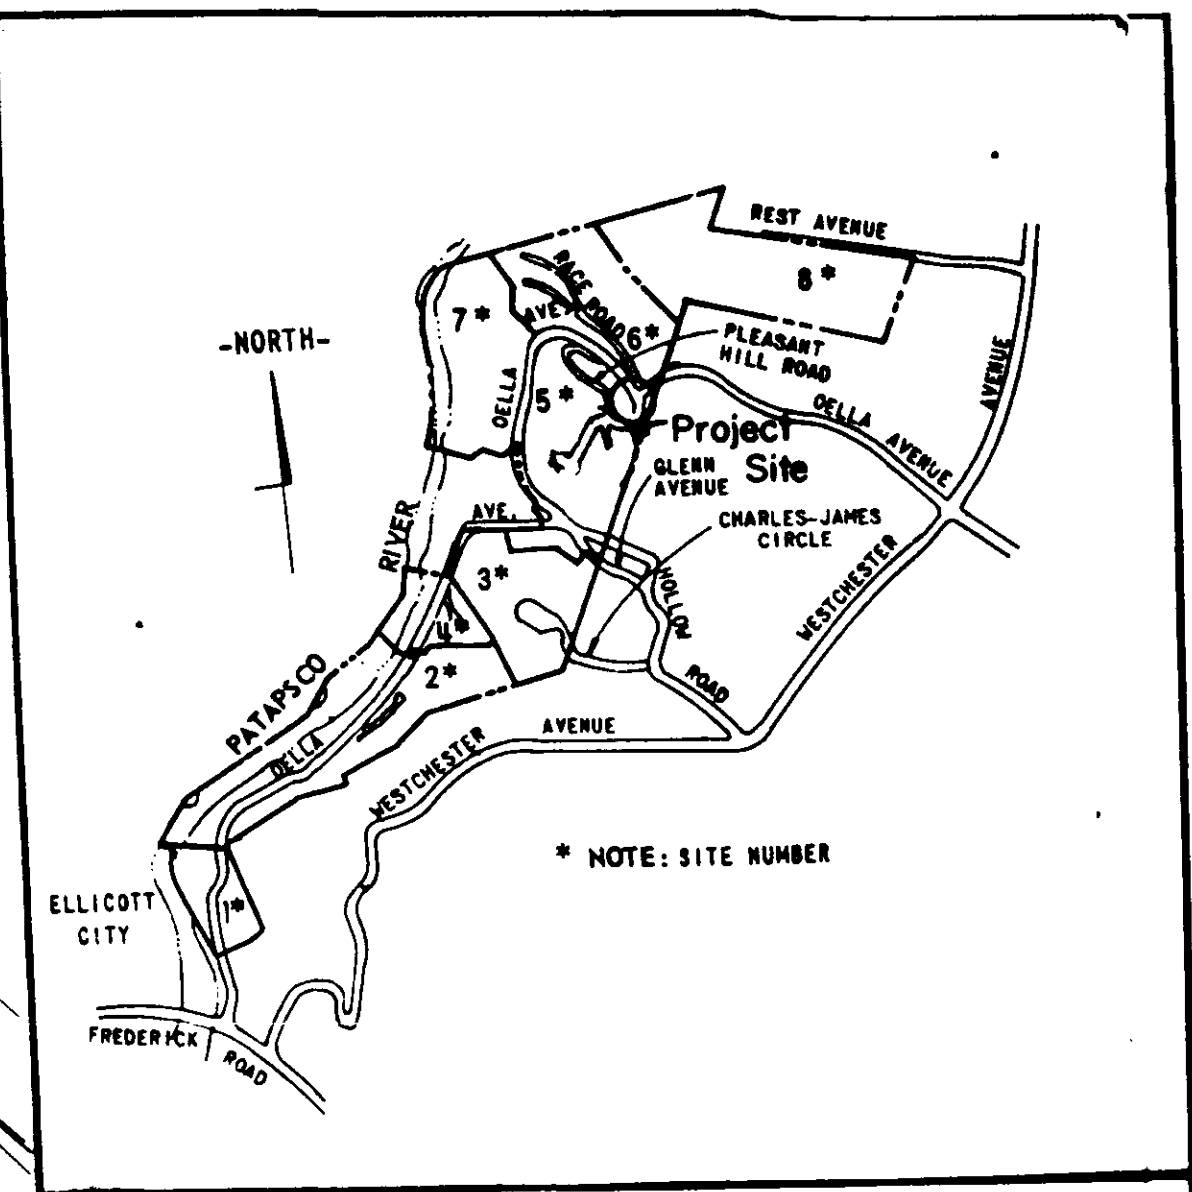 REST AVENUE
8*
RACE ROAD
7*
AVE.
6*
-NORTH-
PLEASANT
HILL ROAD
AVENUE
OELLA
5*
OELLA AVENUE
Project
Site
GLENN
AVENUE
AVE.
CHARLES-JAMES
CIRCLE
RIVER
3*
HOLLOW
WESTCHESTER
4*
2*
ROAD
PATAPSCO
OELLA
AVENUE
WESTCHESTER
* NOTE: SITE NUMBER
ELLICOTT
CITY
1*
FREDERICK
ROAD